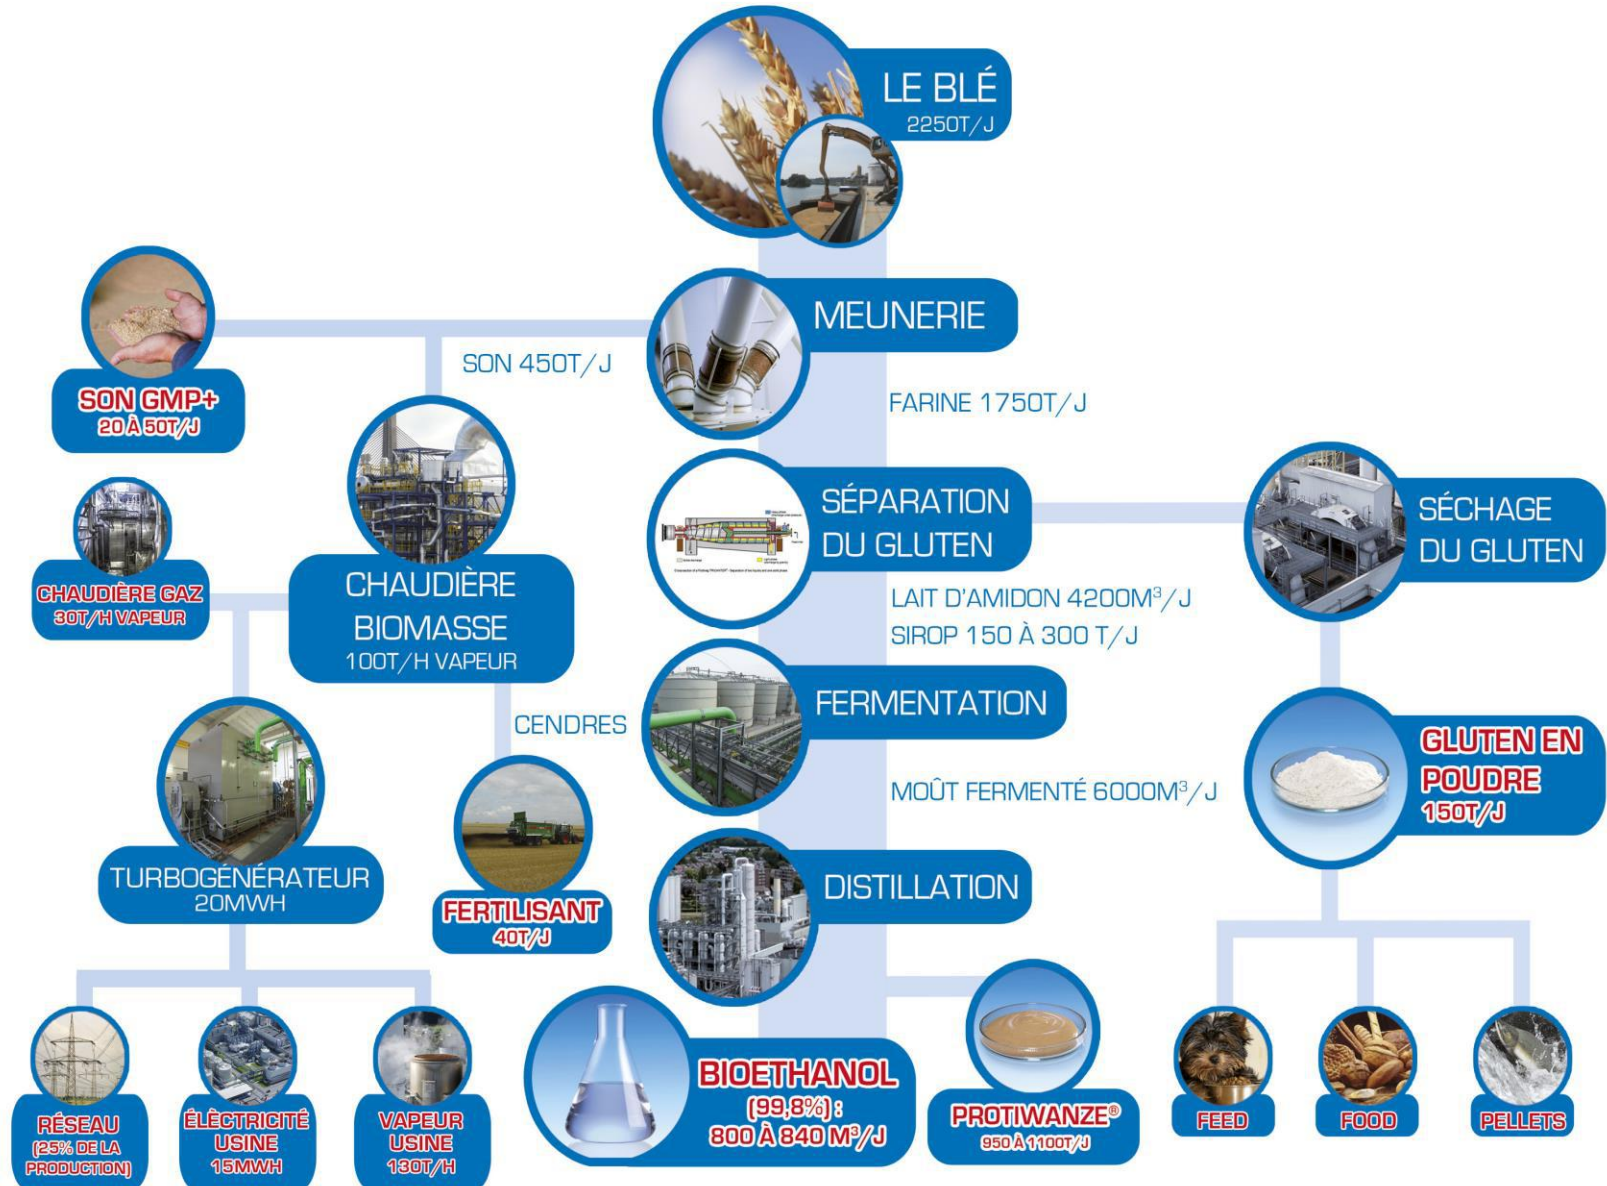 LE BLÉ
2250T/J
MEUNERIE
SON 450T/J
SON GMP+
20 À 50T/J
FARINE 1750T/J
SÉPARATION
DU GLUTEN
SÉCHAGE
DU GLUTEN
CHAUDIÈRE GAZ
30T/H VAPEUR
CHAUDIÈRE
BIOMASSE
100T/H VAPEUR
LAIT D'AMIDON 4200M³/J
SIROP 150 À 300 T/J
FERMENTATION
CENDRES
GLUTEN EN
POUDRE
150T/J
MOÛT FERMENTÉ 6000M³/J
TURBOGÉNÉRATEUR
20MWH
FERTILISANT
40T/J
DISTILLATION
RÉSEAU
(25% DE LA
PRODUCTION)
ÉLÈCTRICITÉ
USINE
15MWH
VAPEUR
USINE
130T/H
BIOETHANOL
(99,8%) :
800 À 840 M³/J
PROTIWANZE®
950 À 1100T/J
FEED
FOOD
PELLETS